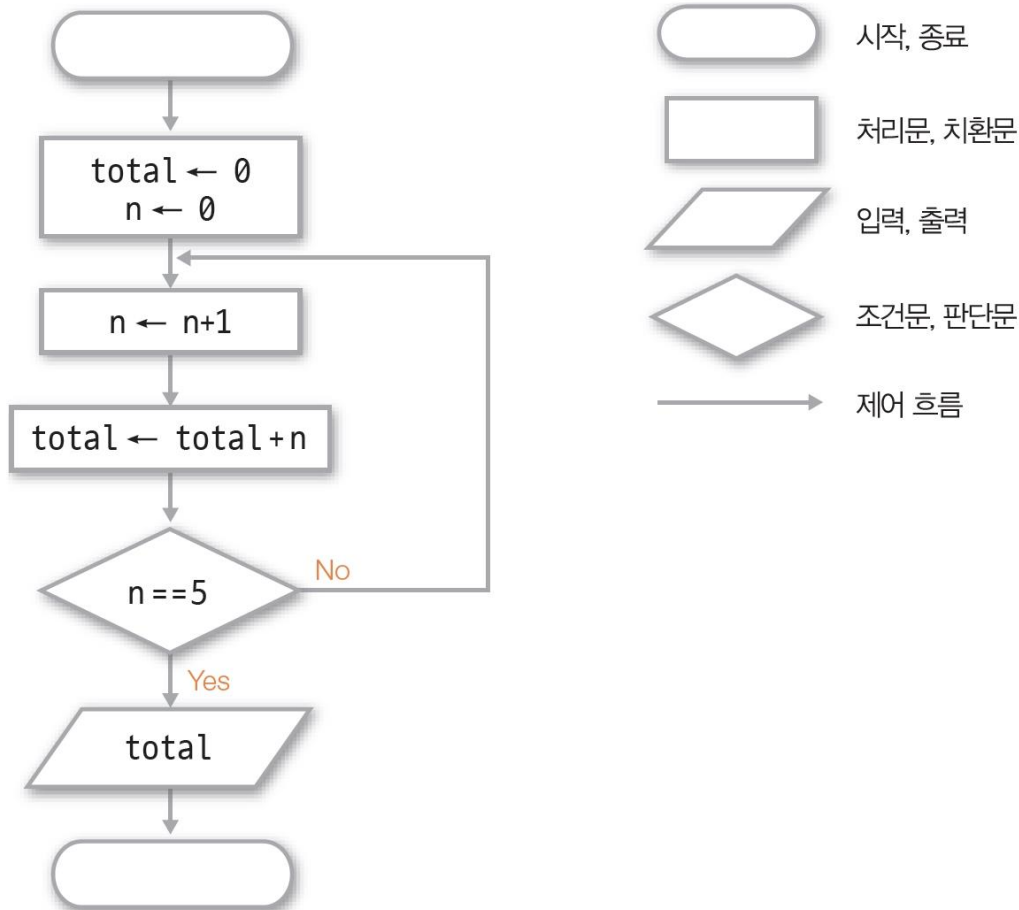 total ← 0
n ← 0
n ← n+1
total ← total+n
n==5
No
Yes
total
시작, 종료
처리문, 치환문
입력, 출력
조건문, 판단문
제어 흐름